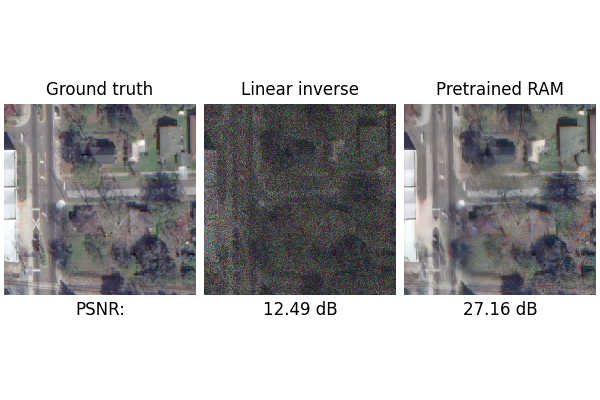 Ground truth Linear inverse Pretrained RAM
PSNR: 12.49 dB 27.16 dB